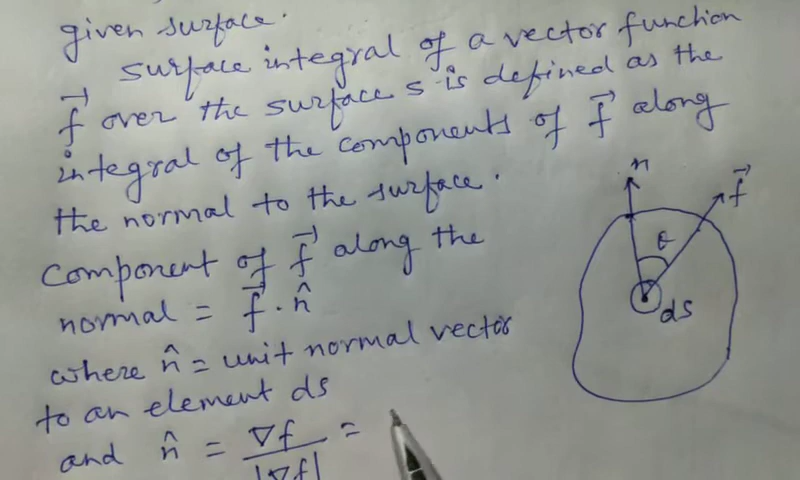 given surface.
surface integral of a vector function
f⃗ over the surface s is defined as the
integral of the components of f⃗ along
the normal to the surface.
component of f⃗ along the
normal = f⃗ · n̂
where n̂ = unit normal vector
to an element ds
and n̂ = ∇f / |∇f| =
n
f⃗
θ
ds